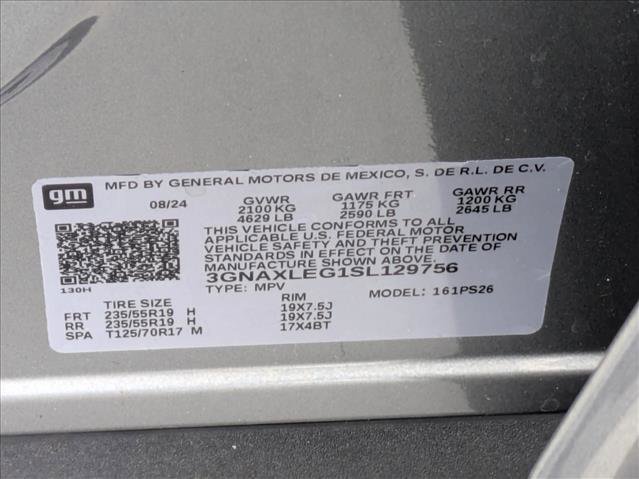 gm MFD BY GENERAL MOTORS DE MEXICO, S. DE R.L. DE C.V.
08/24 GVWR GAWR FRT GAWR RR
2100 KG 1175 KG 1200 KG
4629 LB 2590 LB 2645 LB
THIS VEHICLE CONFORMS TO ALL
APPLICABLE U.S. FEDERAL MOTOR
VEHICLE SAFETY AND THEFT PREVENTION
STANDARDS IN EFFECT ON THE DATE OF
MANUFACTURE SHOWN ABOVE.
3GNAXLEG1SL129756
130H TYPE: MPV MODEL: 161PS26
TIRE SIZE RIM
FRT 235/55R19 H 19X7.5J
RR 235/55R19 H 19X7.5J
SPA T125/70R17 M 17X4BT